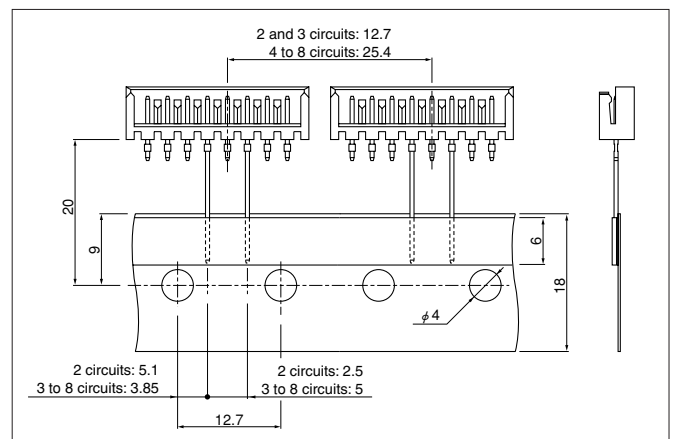 2 and 3 circuits: 12.7
4 to 8 circuits: 25.4
20
9
6
18
φ4
2 circuits: 5.1
3 to 8 circuits: 3.85
2 circuits: 2.5
3 to 8 circuits: 5
12.7